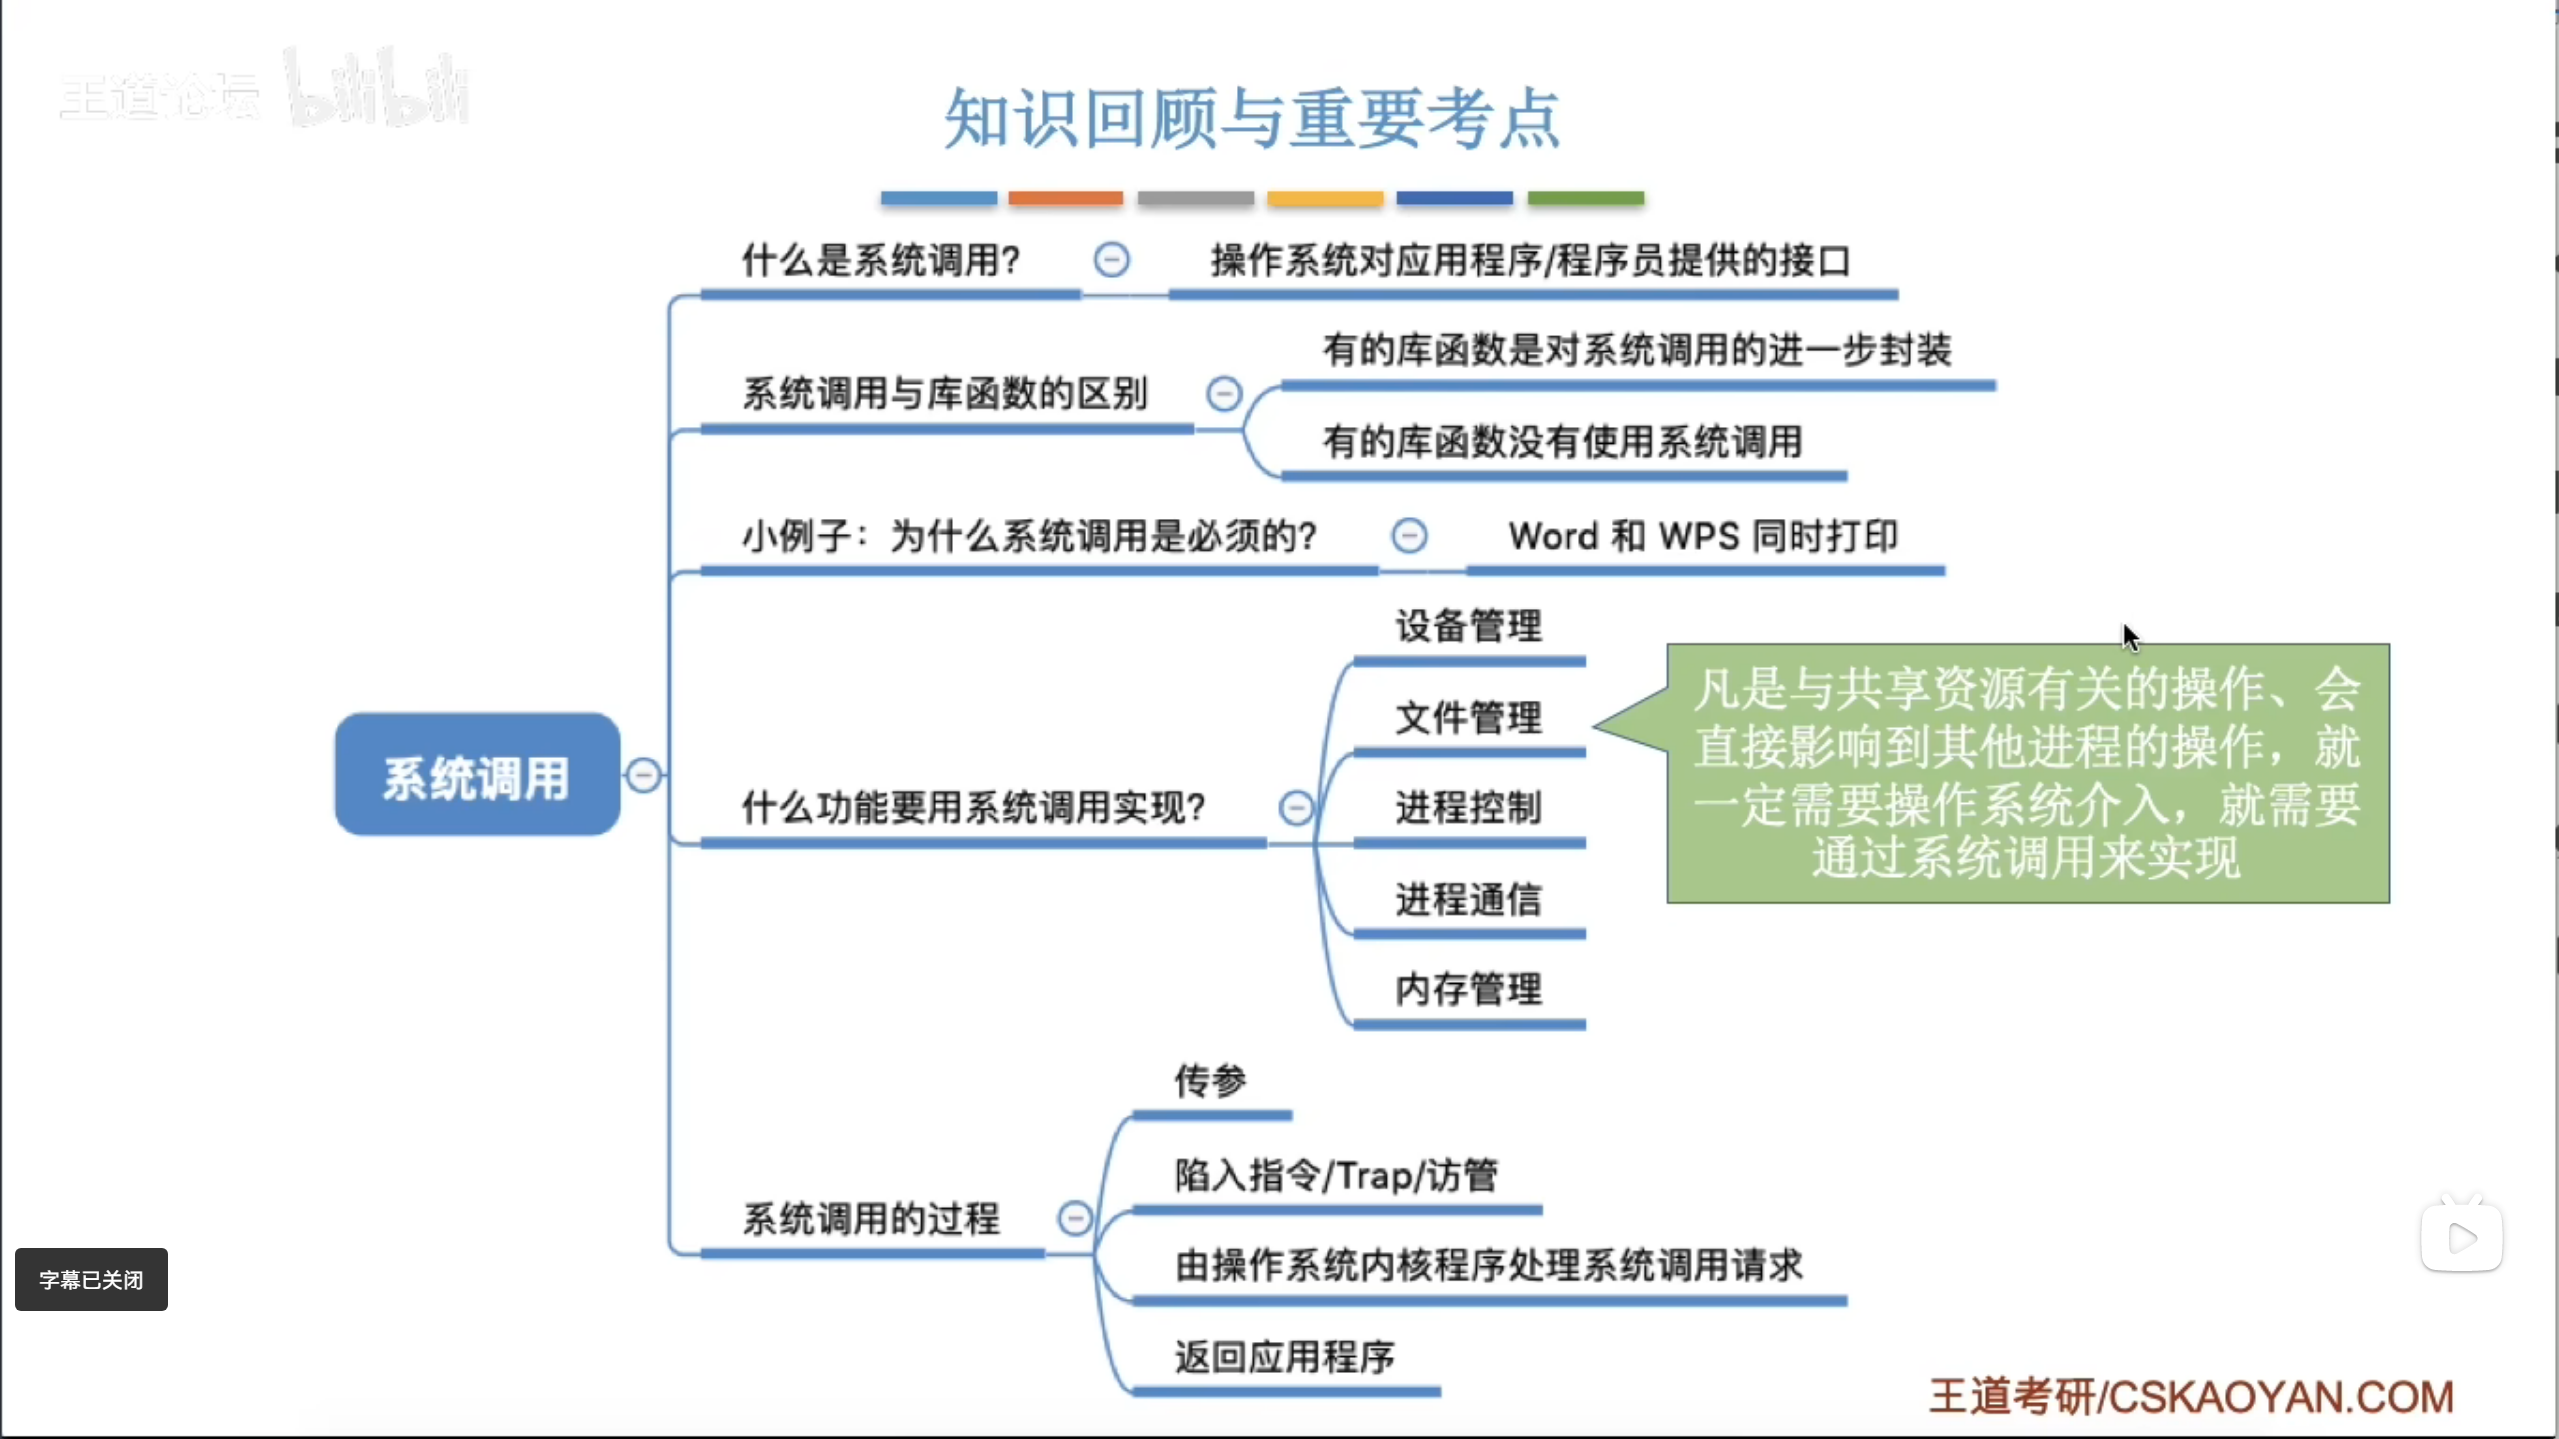 王道论坛 bilibili
知识回顾与重要考点
什么是系统调用?
操作系统对应用程序/程序员提供的接口
系统调用与库函数的区别
有的库函数是对系统调用的进一步封装
有的库函数没有使用系统调用
小例子：为什么系统调用是必须的?
Word 和 WPS 同时打印
系统调用
什么功能要用系统调用实现?
设备管理
文件管理
进程控制
进程通信
内存管理
凡是与共享资源有关的操作、会
直接影响到其他进程的操作，就
一定需要操作系统介入，就需要
通过系统调用来实现
系统调用的过程
传参
陷入指令/Trap/访管
由操作系统内核程序处理系统调用请求
返回应用程序
字幕已关闭
王道考研/CSKAOYAN.COM